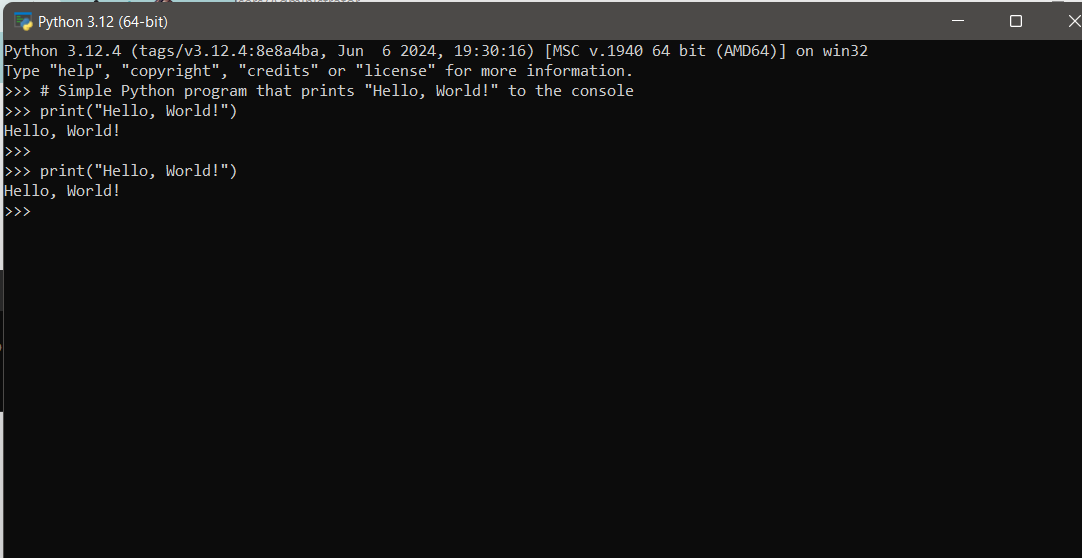 Python 3.12 (64-bit)
Python 3.12.4 (tags/v3.12.4:8e8a4ba, Jun  6 2024, 19:30:16) [MSC v.1940 64 bit (AMD64)] on win32
Type "help", "copyright", "credits" or "license" for more information.
>>> # Simple Python program that prints "Hello, World!" to the console
>>> print("Hello, World!")
Hello, World!
>>>
>>> print("Hello, World!")
Hello, World!
>>>